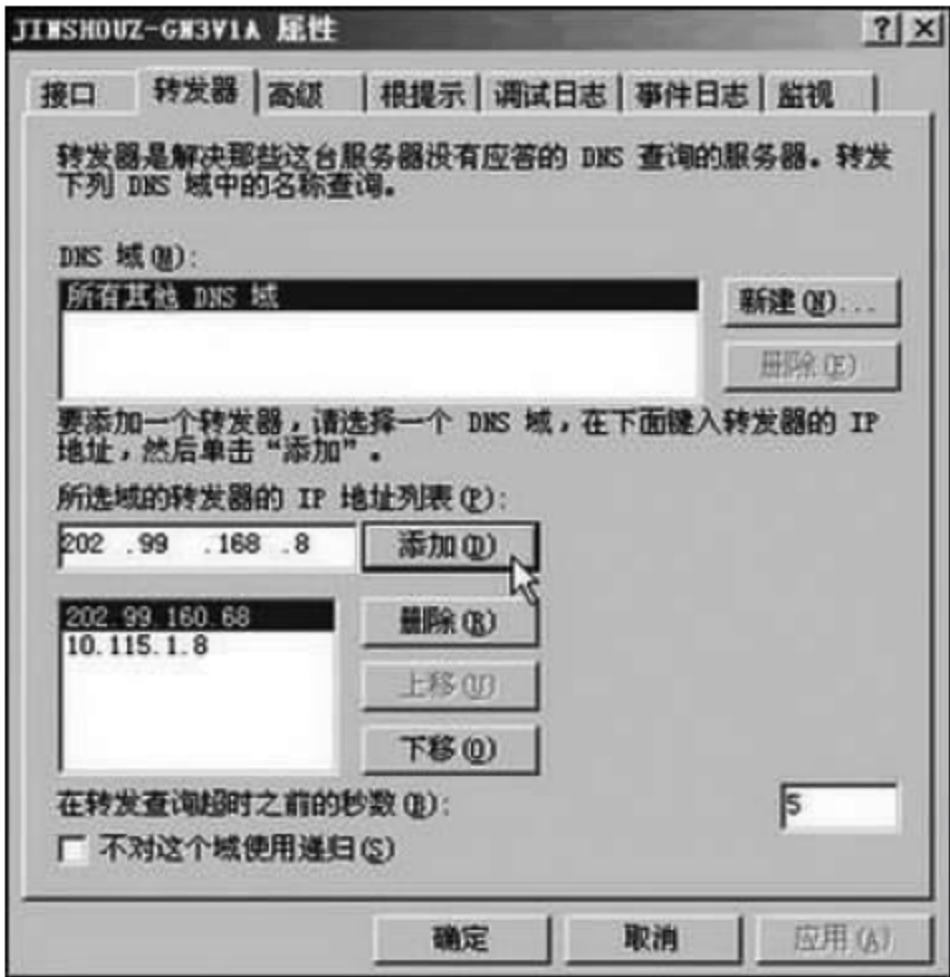 JINSHOUZ-GN3V1A 属性
接口 转发器 高级 根提示 调试日志 事件日志 监视
转发器是解决那些这台服务器没有应答的 DNS 查询的服务器。转发
下列 DNS 域中的名称查询。
DNS 域(M):
所有其他 DNS 域
新建(N)...
删除(E)
要添加一个转发器，请选择一个 DNS 域，在下面键入转发器的 IP
地址，然后单击“添加”。
所选域的转发器的 IP 地址列表(P):
202 .99 .168 .8
添加(D)
202.99.160.68
10.115.1.8
删除(R)
上移(U)
下移(O)
在转发查询超时之前的秒数(B):
5
不对这个域使用递归(S)
确定 取消 应用(A)